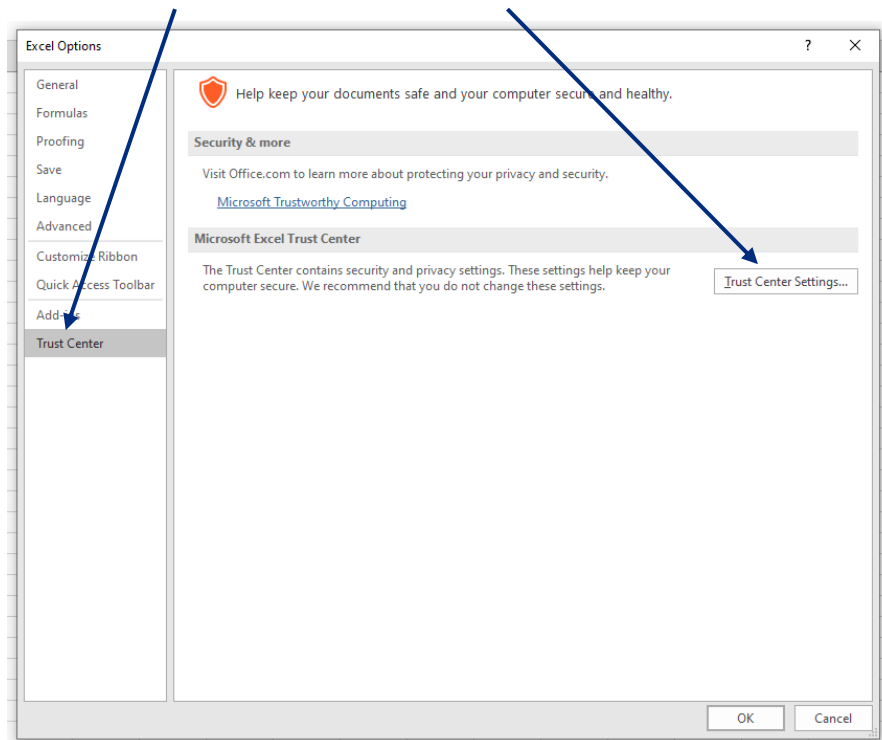 Excel Options
? ×
General
Formulas
Proofing
Save
Language
Advanced
Customize Ribbon
Quick Access Toolbar
Add-ins
Trust Center
Help keep your documents safe and your computer secure and healthy.
Security & more
Visit Office.com to learn more about protecting your privacy and security.
Microsoft Trustworthy Computing
Microsoft Excel Trust Center
The Trust Center contains security and privacy settings. These settings help keep your
computer secure. We recommend that you do not change these settings.
Trust Center Settings...
OK
Cancel